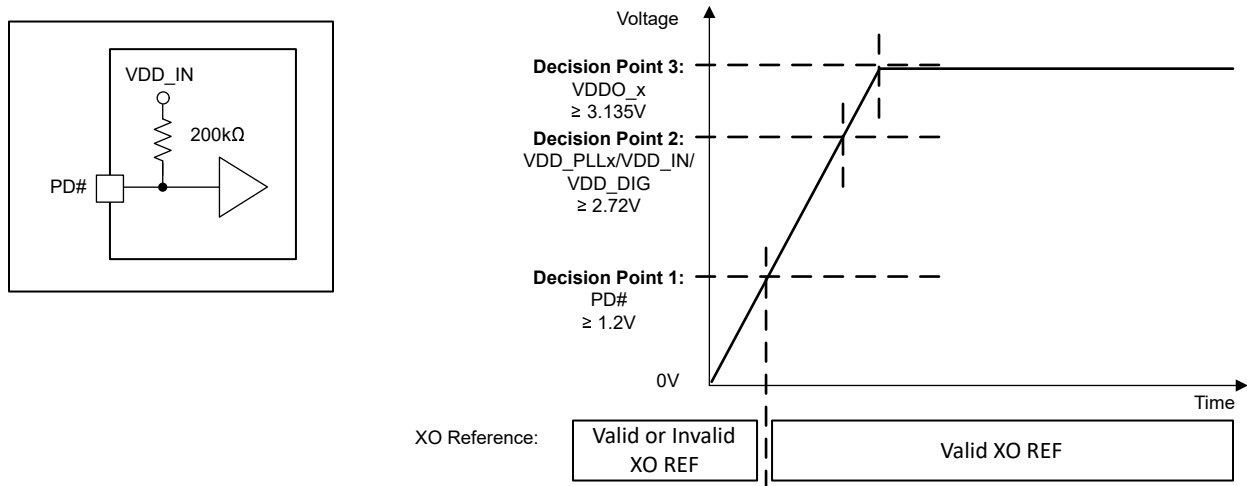 VDD_IN
200kΩ
PD#
Voltage
Decision Point 3:
VDDO_x
≥ 3.135V
Decision Point 2:
VDD_PLLx/VDD_IN/
VDD_DIG
≥ 2.72V
Decision Point 1:
PD#
≥ 1.2V
0V
Time
XO Reference:
Valid or Invalid
XO REF
Valid XO REF